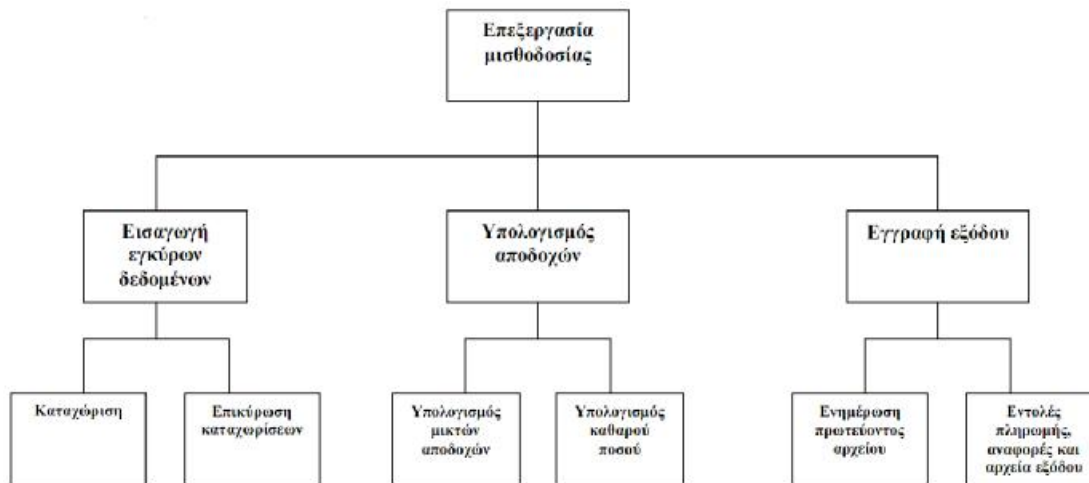 Επεξεργασία
μισθοδοσίας
Εισαγωγή
εγκύρων
δεδομένων
Υπολογισμός
αποδοχών
Εγγραφή εξόδου
Καταχώριση
Επικύρωση
καταχωρίσεων
Υπολογισμός
μικτών
αποδοχών
Υπολογισμός
καθαρού
ποσού
Ενημέρωση
πρωτεύοντος
αρχείου
Εντολές
πληρωμής,
αναφορές και
αρχεία εξόδου